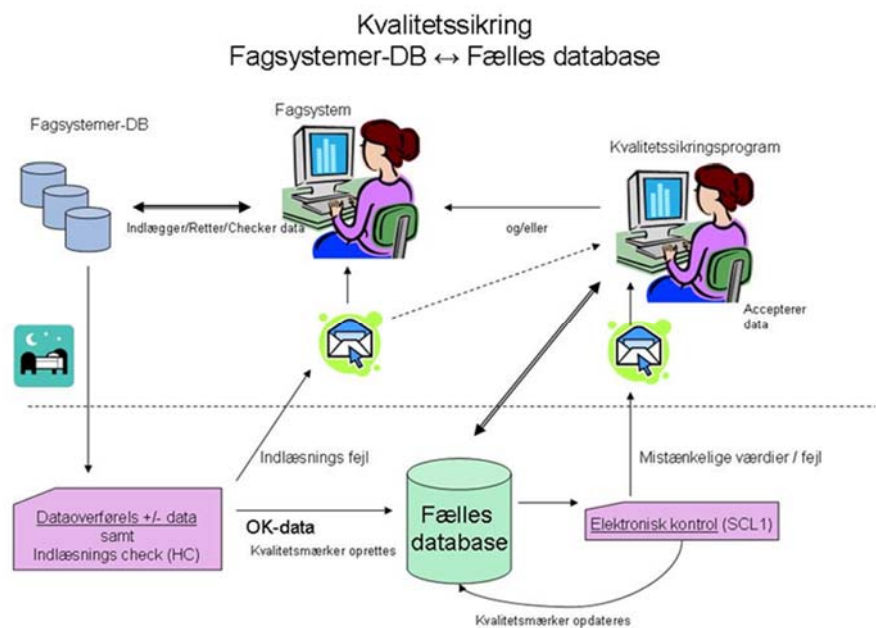 Kvalitetssikring
Fagsystemer-DB ↔ Fælles database
Fagsystem
Fagsystemer-DB
Kvalitetssikringsprogram
Indlægger/Retter/Checker data
og/eller
Accepterer
data
Indlæsnings fejl
Mistænkelige værdier / fejl
Dataoverførels +/- data
samt
Indlæsnings check (HC)
OK-data
Kvalitetsmærker oprettes
Fælles
database
Elektronisk kontrol (SCL1)
Kvalitetsmærker opdateres